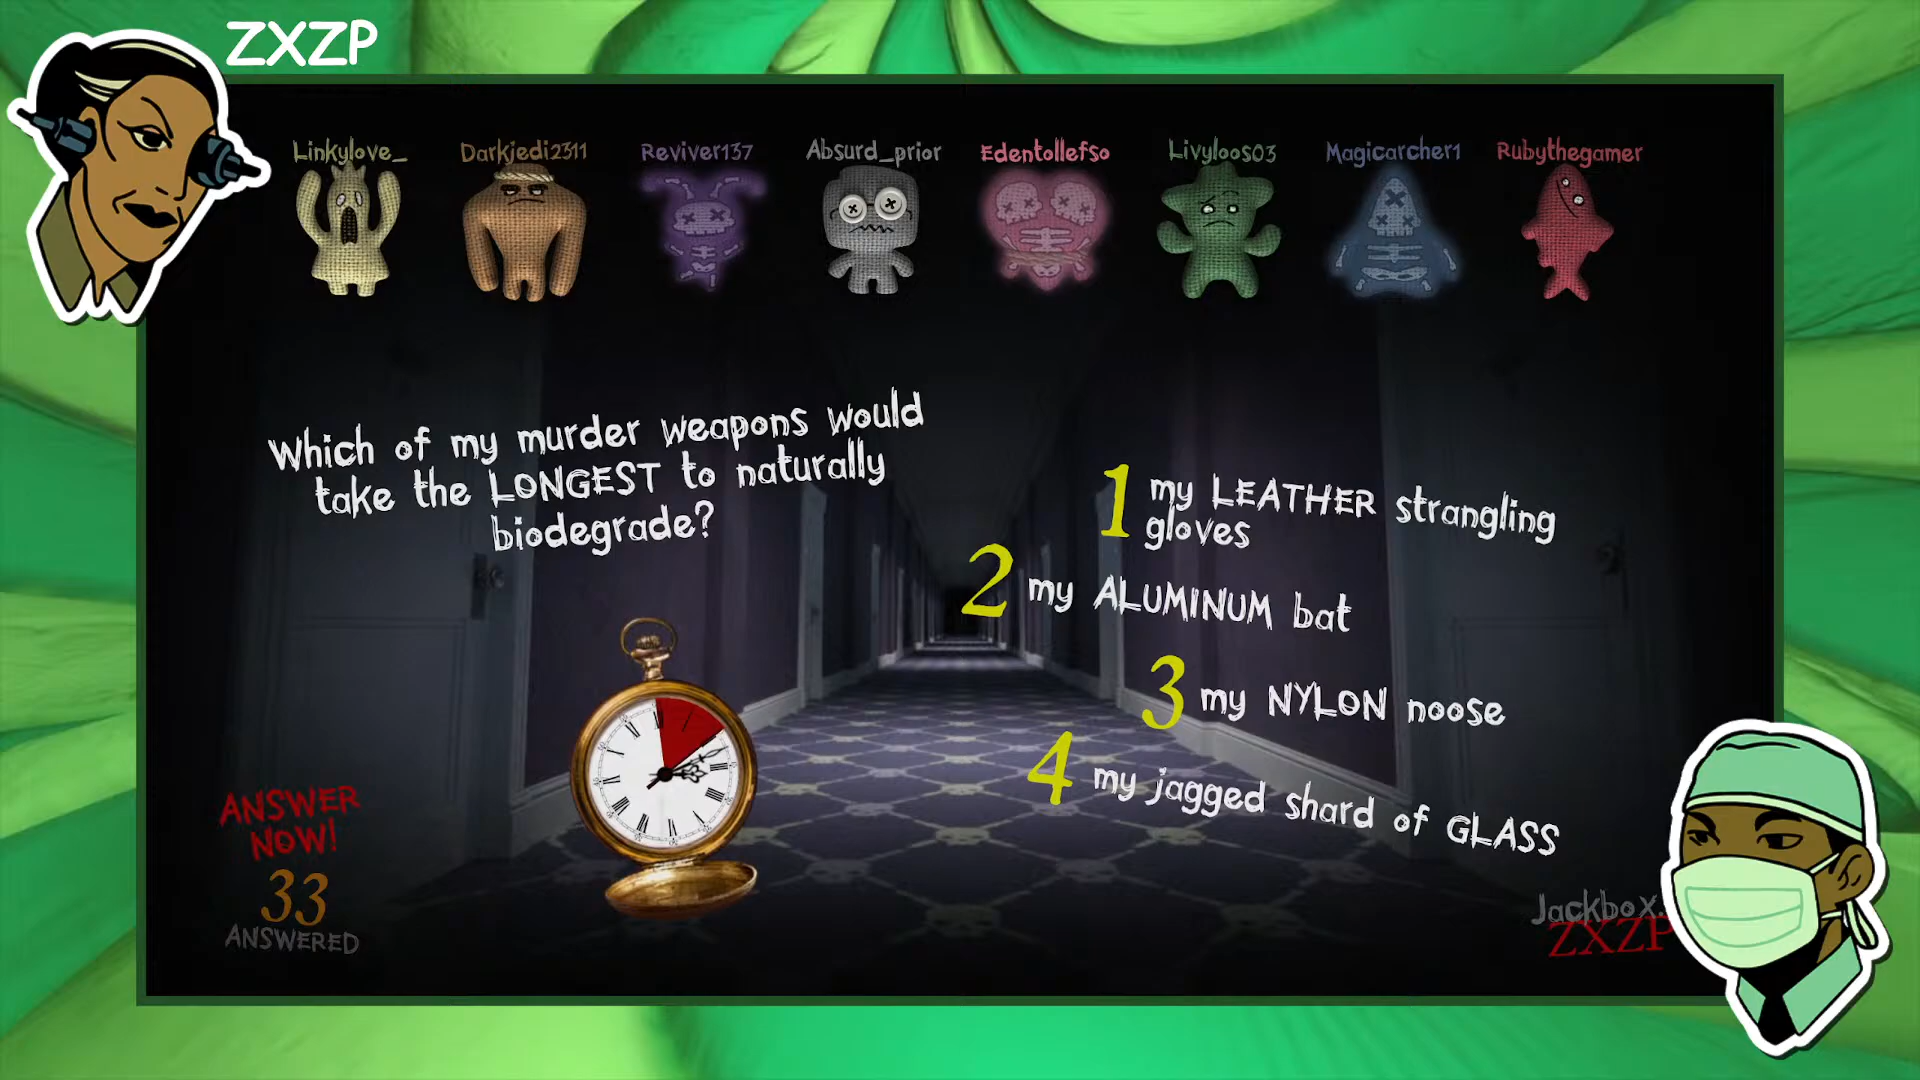 ZXZP
Linkylove_
Darkjedi2311
Reviver137
Absurd_prior
Edentollefso
Livyloos03
Magicarcher1
Rubythegamer
Which of my murder weapons would
take the LONGEST to naturally
biodegrade?
1 my LEATHER strangling
gloves
2 my ALUMINUM bat
3 my NYLON noose
4 my jagged shard of GLASS
ANSWER
NOW!
33
ANSWERED
Jackbox.
ZXZP